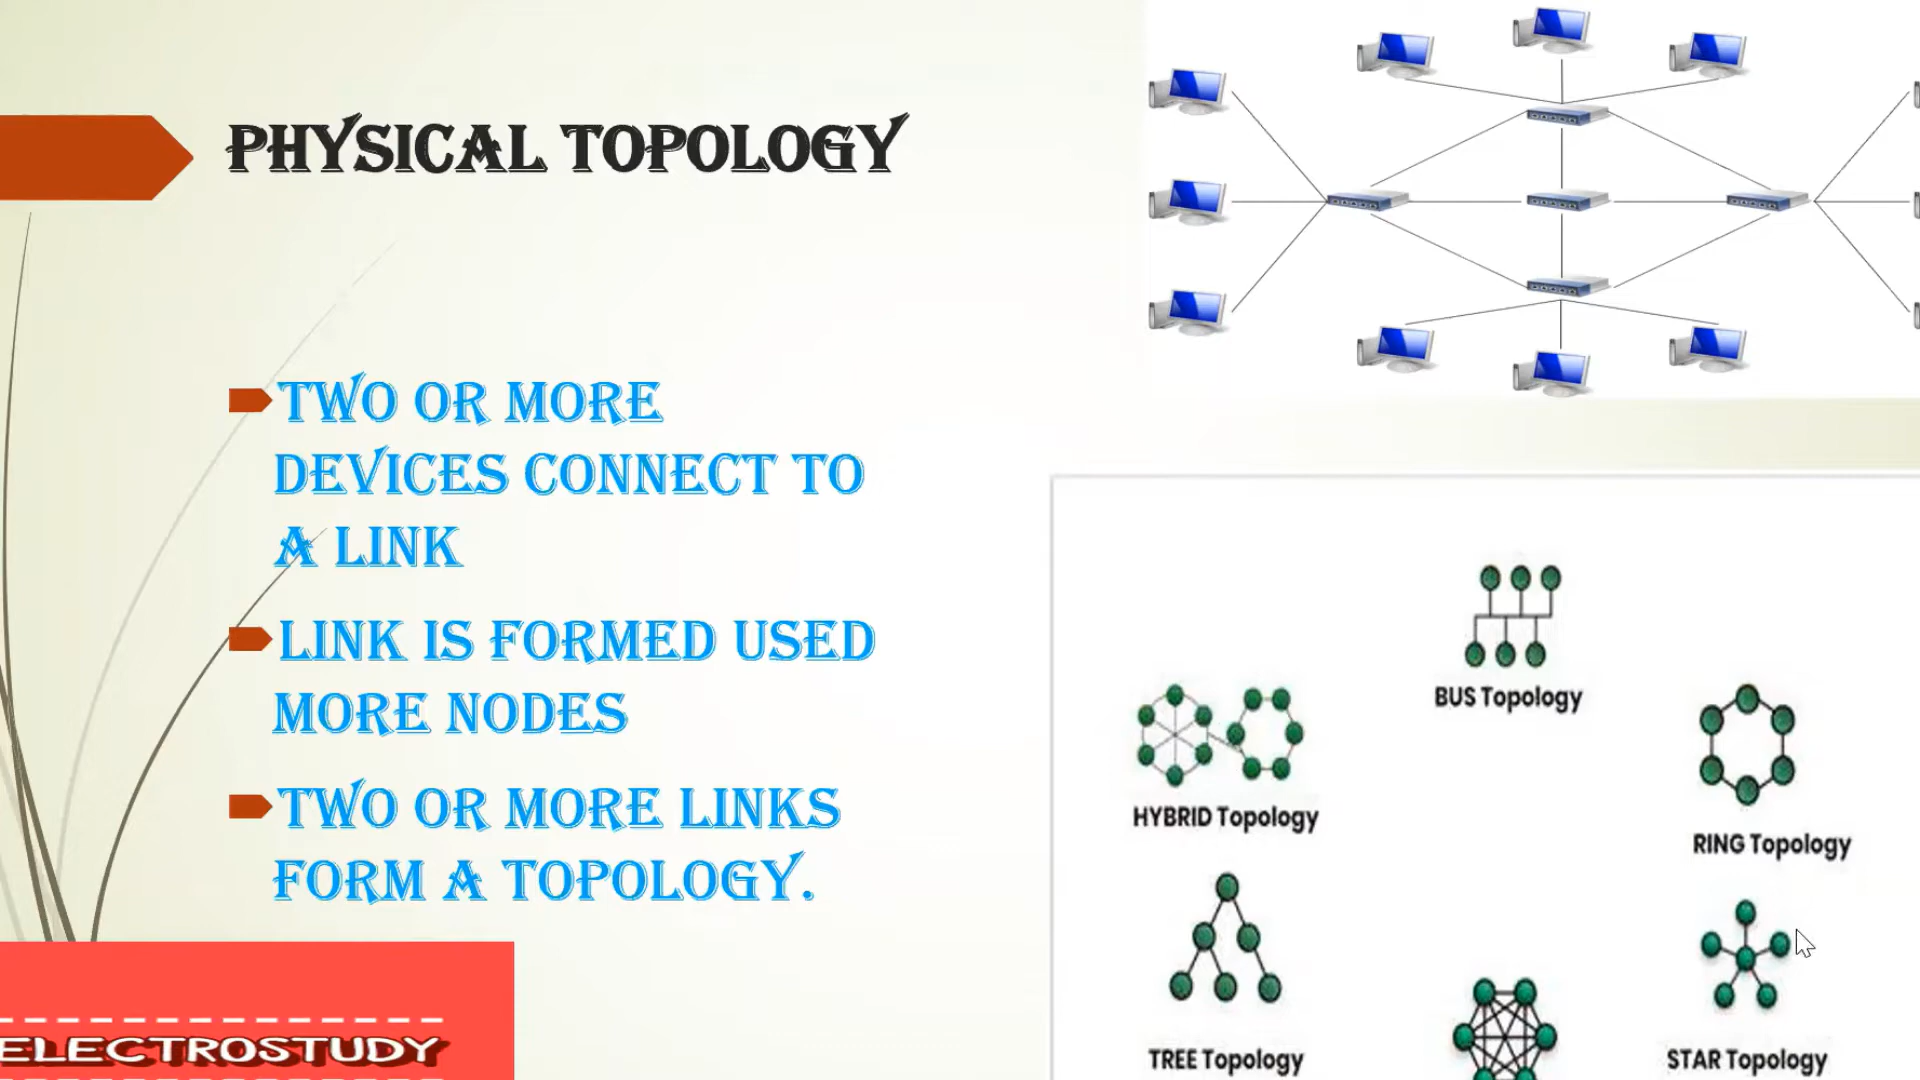 PHYSICAL TOPOLOGY
TWO OR MORE
DEVICES CONNECT TO
A LINK
LINK IS FORMED USED
MORE NODES
TWO OR MORE LINKS
FORM A TOPOLOGY.
BUS Topology
HYBRID Topology
RING Topology
TREE Topology
STAR Topology
ELECTROSTUDY